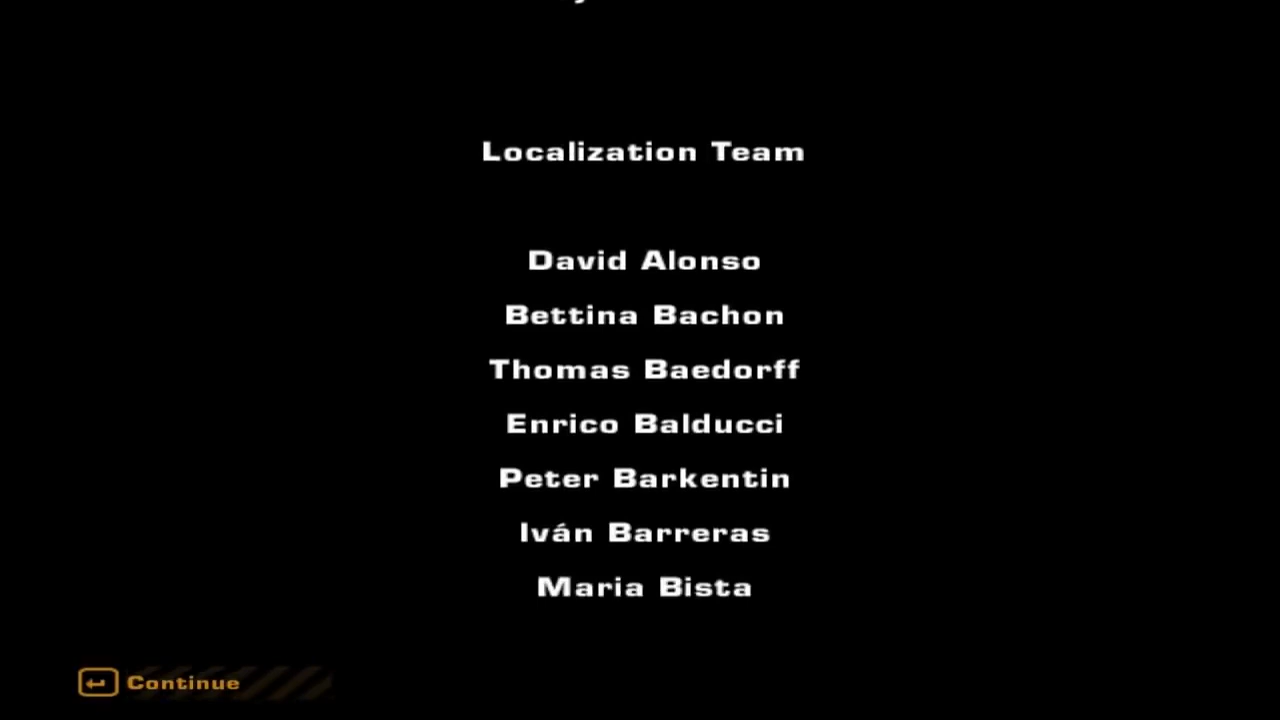 Localization Team
David Alonso
Bettina Bachon
Thomas Baedorff
Enrico Balducci
Peter Barkentin
Iván Barreras
Maria Bista
Continue